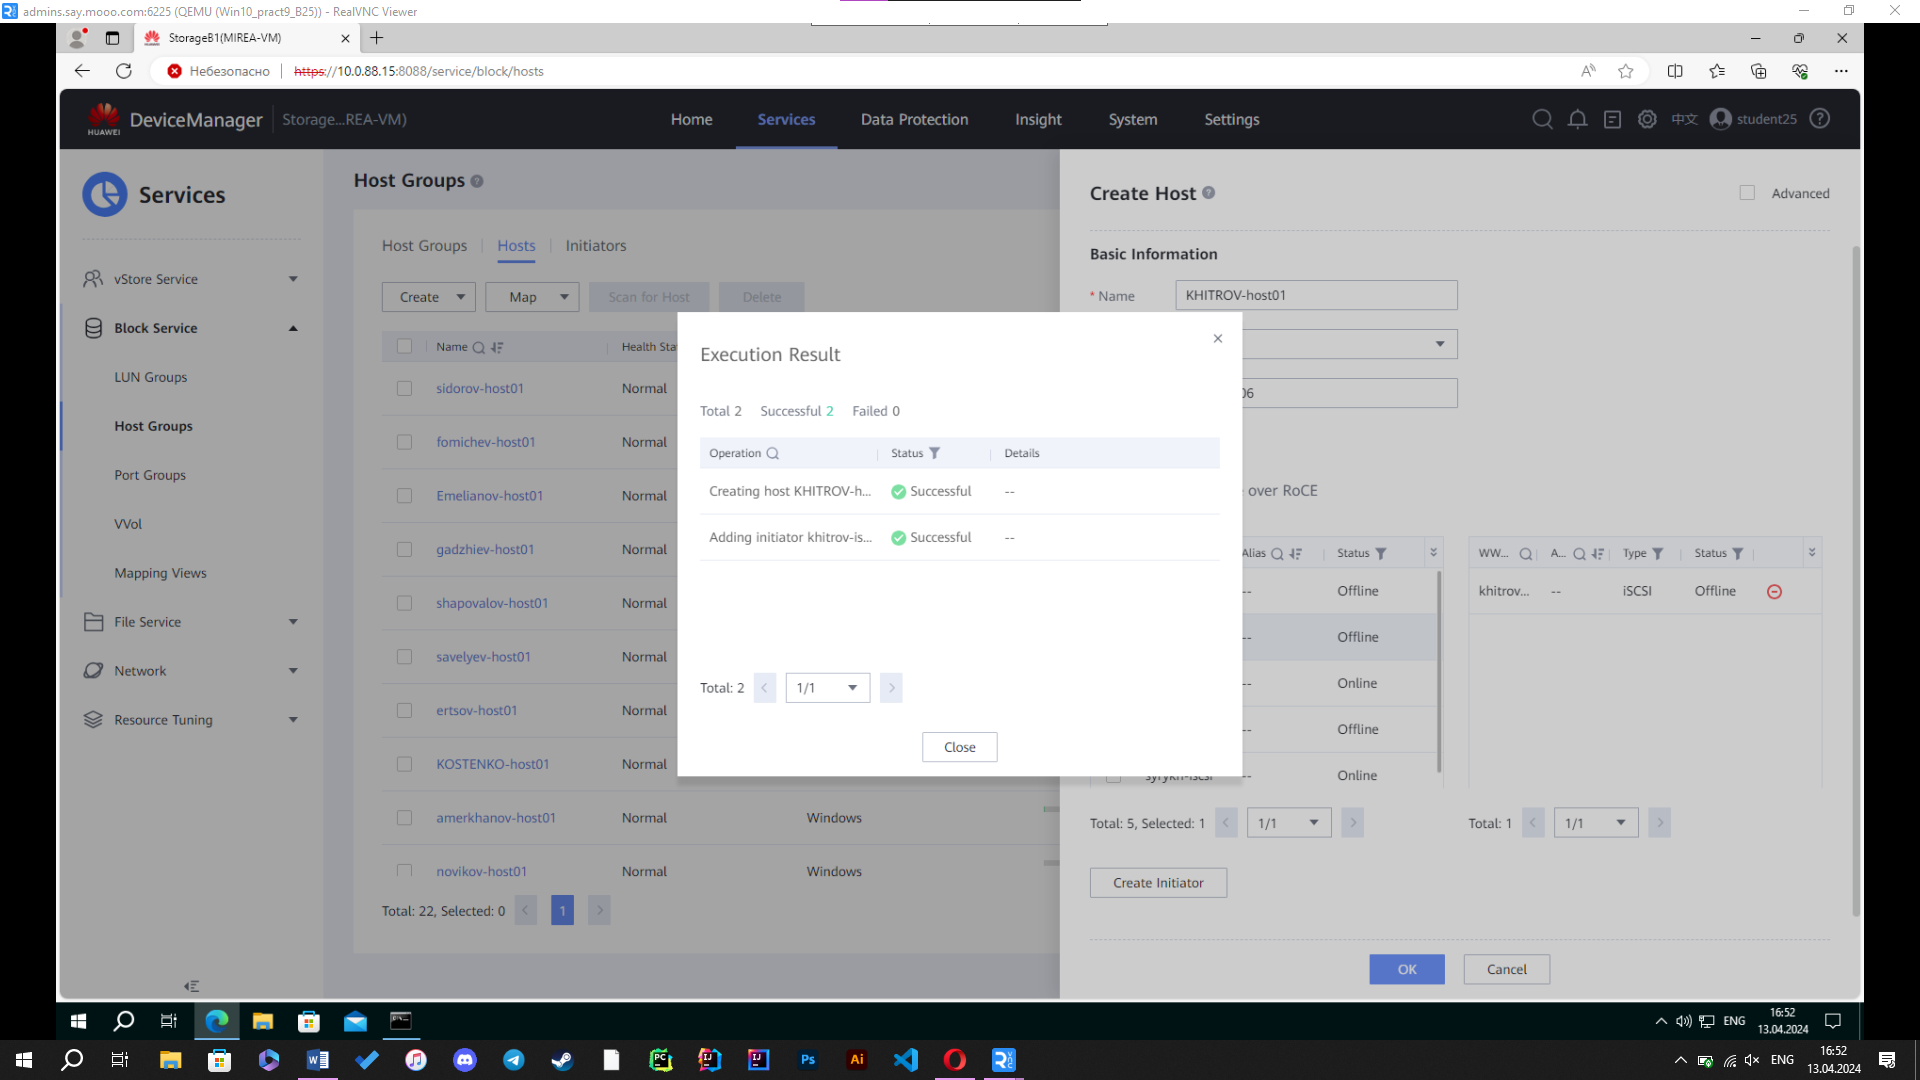 admins.say.mooo.com:6225 (QEMU (Win10_pract9_B25)) - RealVNC Viewer
StorageB1(MIREA-VM)
Небезопасно
https://10.0.88.15:8088/service/block/hosts
HUAWEI
DeviceManager
Storage...REA-VM)
Home
Services
Data Protection
Insight
System
Settings
中文
student25
Services
vStore Service
Block Service
LUN Groups
Host Groups
Port Groups
VVol
Mapping Views
File Service
Network
Resource Tuning
Host Groups
Host Groups
Hosts
Initiators
Create
Map
Scan for Host
Delete
Name
Health Sta
sidorov-host01 Normal
fomichev-host01 Normal
Emelianov-host01 Normal
gadzhiev-host01 Normal
shapovalov-host01 Normal
savelyev-host01 Normal
ertsov-host01 Normal
KOSTENKO-host01 Normal
amerkhanov-host01 Normal Windows
novikov-host01 Normal Windows
Total: 22, Selected: 0
1
Execution Result
Total 2 Successful 2 Failed 0
Operation Status Details
Creating host KHITROV-h... Successful --
Adding initiator khitrov-is... Successful --
Total: 2
1/1
Close
Create Host
Advanced
Basic Information
* Name
KHITROV-host01
06
over RoCE
Alias Status
-- Offline
-- Offline
-- Online
-- Offline
syrykh-iscsi -- Online
WW... A... Type Status
khitrov... -- iSCSI Offline
Total: 5, Selected: 1
1/1
Total: 1
1/1
Create Initiator
OK
Cancel
ENG
16:52
13.04.2024
ENG
16:52
13.04.2024